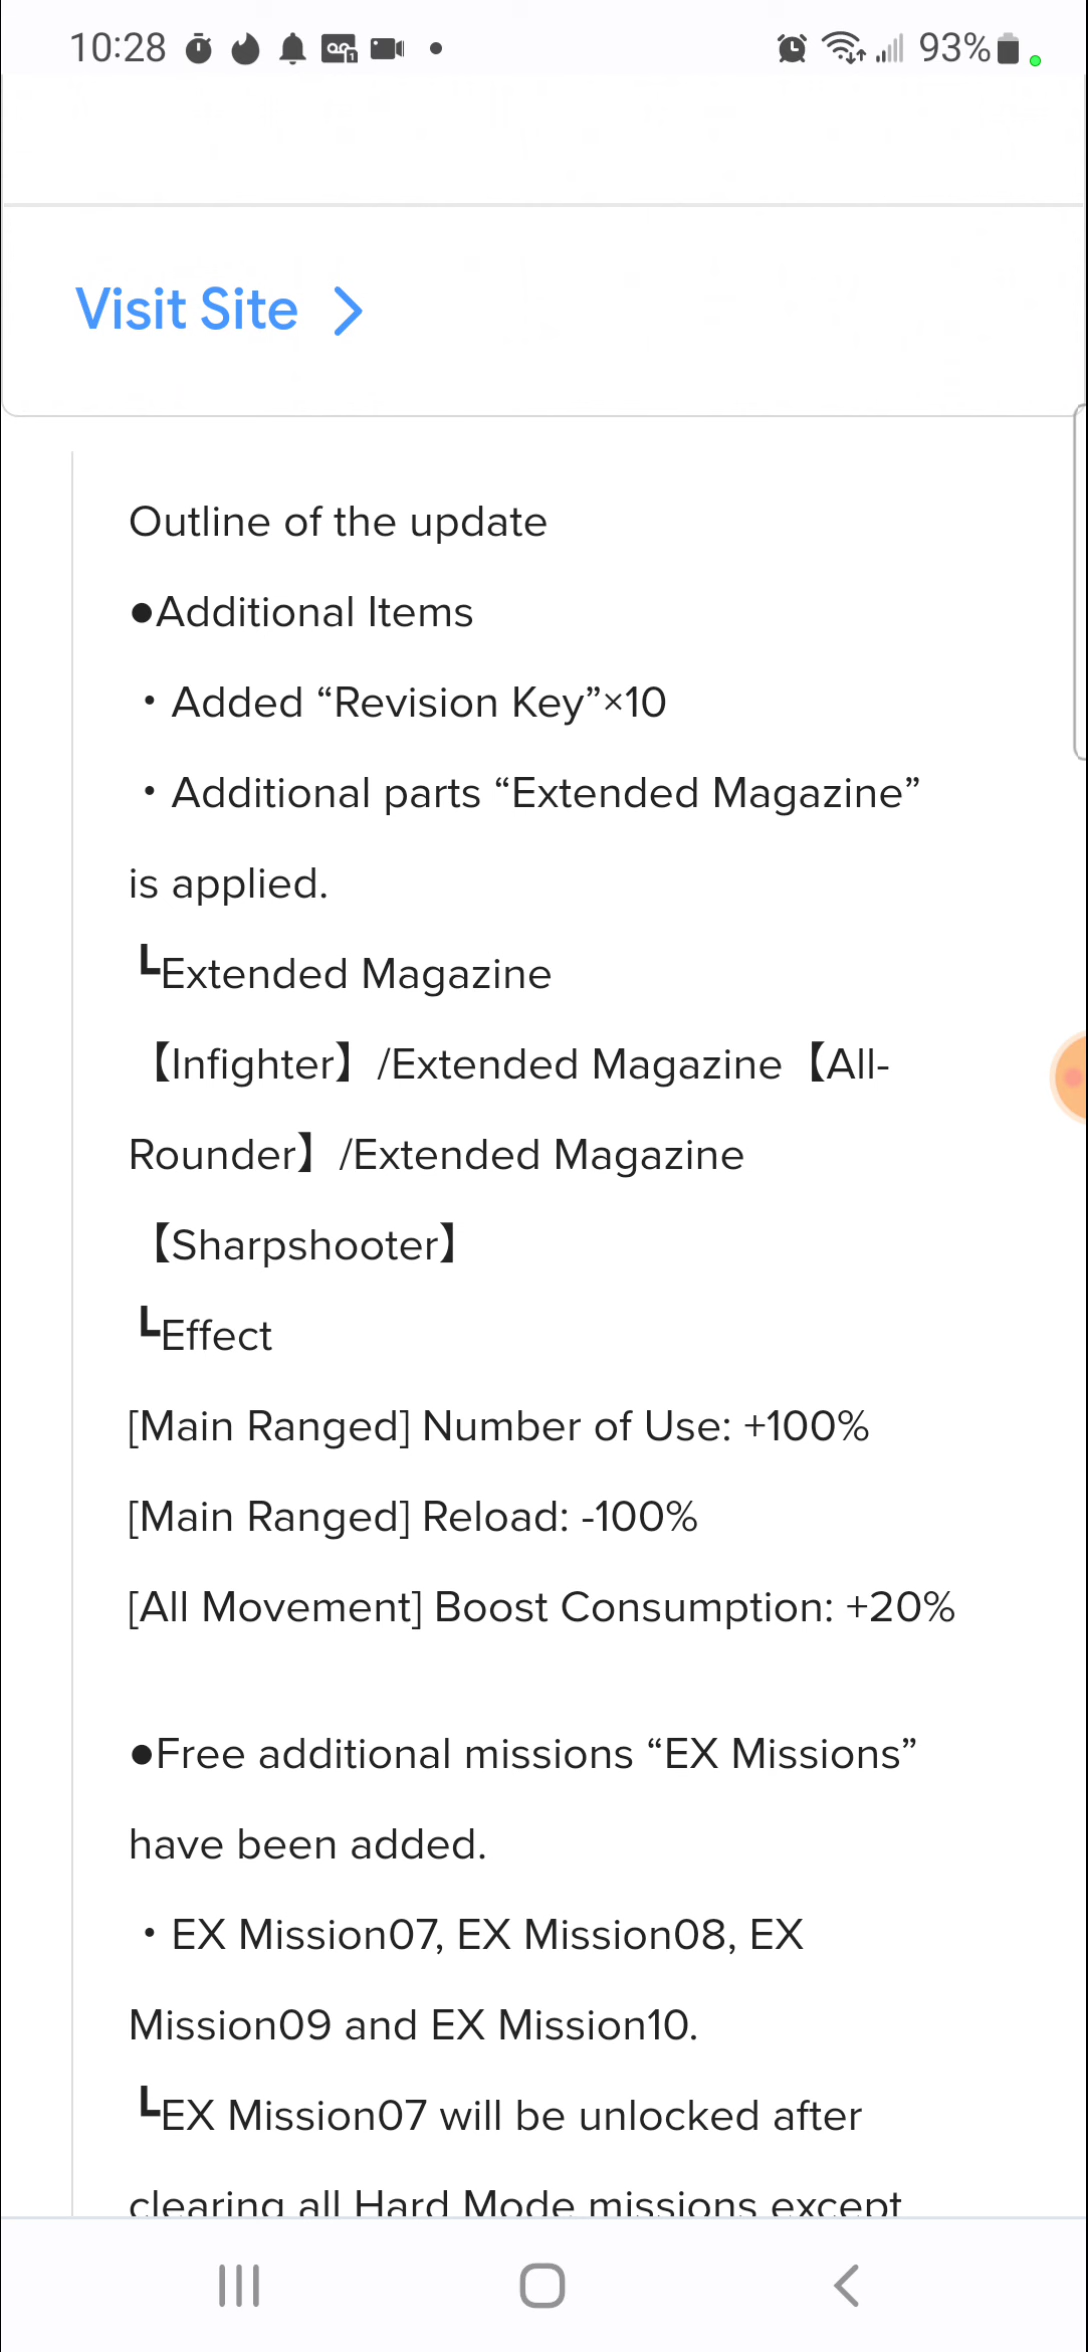 10:28
93%
Visit Site
Outline of the update
●Additional Items
・Added “Revision Key”×10
・Additional parts “Extended Magazine”
is applied.
┗Extended Magazine
【Infighter】/Extended Magazine【All-
Rounder】/Extended Magazine
【Sharpshooter】
┗Effect
[Main Ranged] Number of Use: +100%
[Main Ranged] Reload: -100%
[All Movement] Boost Consumption: +20%
●Free additional missions “EX Missions”
have been added.
・EX Mission07, EX Mission08, EX
Mission09 and EX Mission10.
┗EX Mission07 will be unlocked after
clearing all Hard Mode missions except